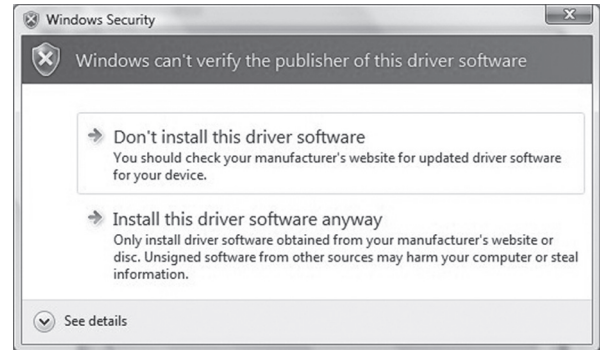 Windows Security
Windows can't verify the publisher of this driver software
Don't install this driver software
You should check your manufacturer's website for updated driver software
for your device.
Install this driver software anyway
Only install driver software obtained from your manufacturer's website or
disc. Unsigned software from other sources may harm your computer or steal
information.
See details